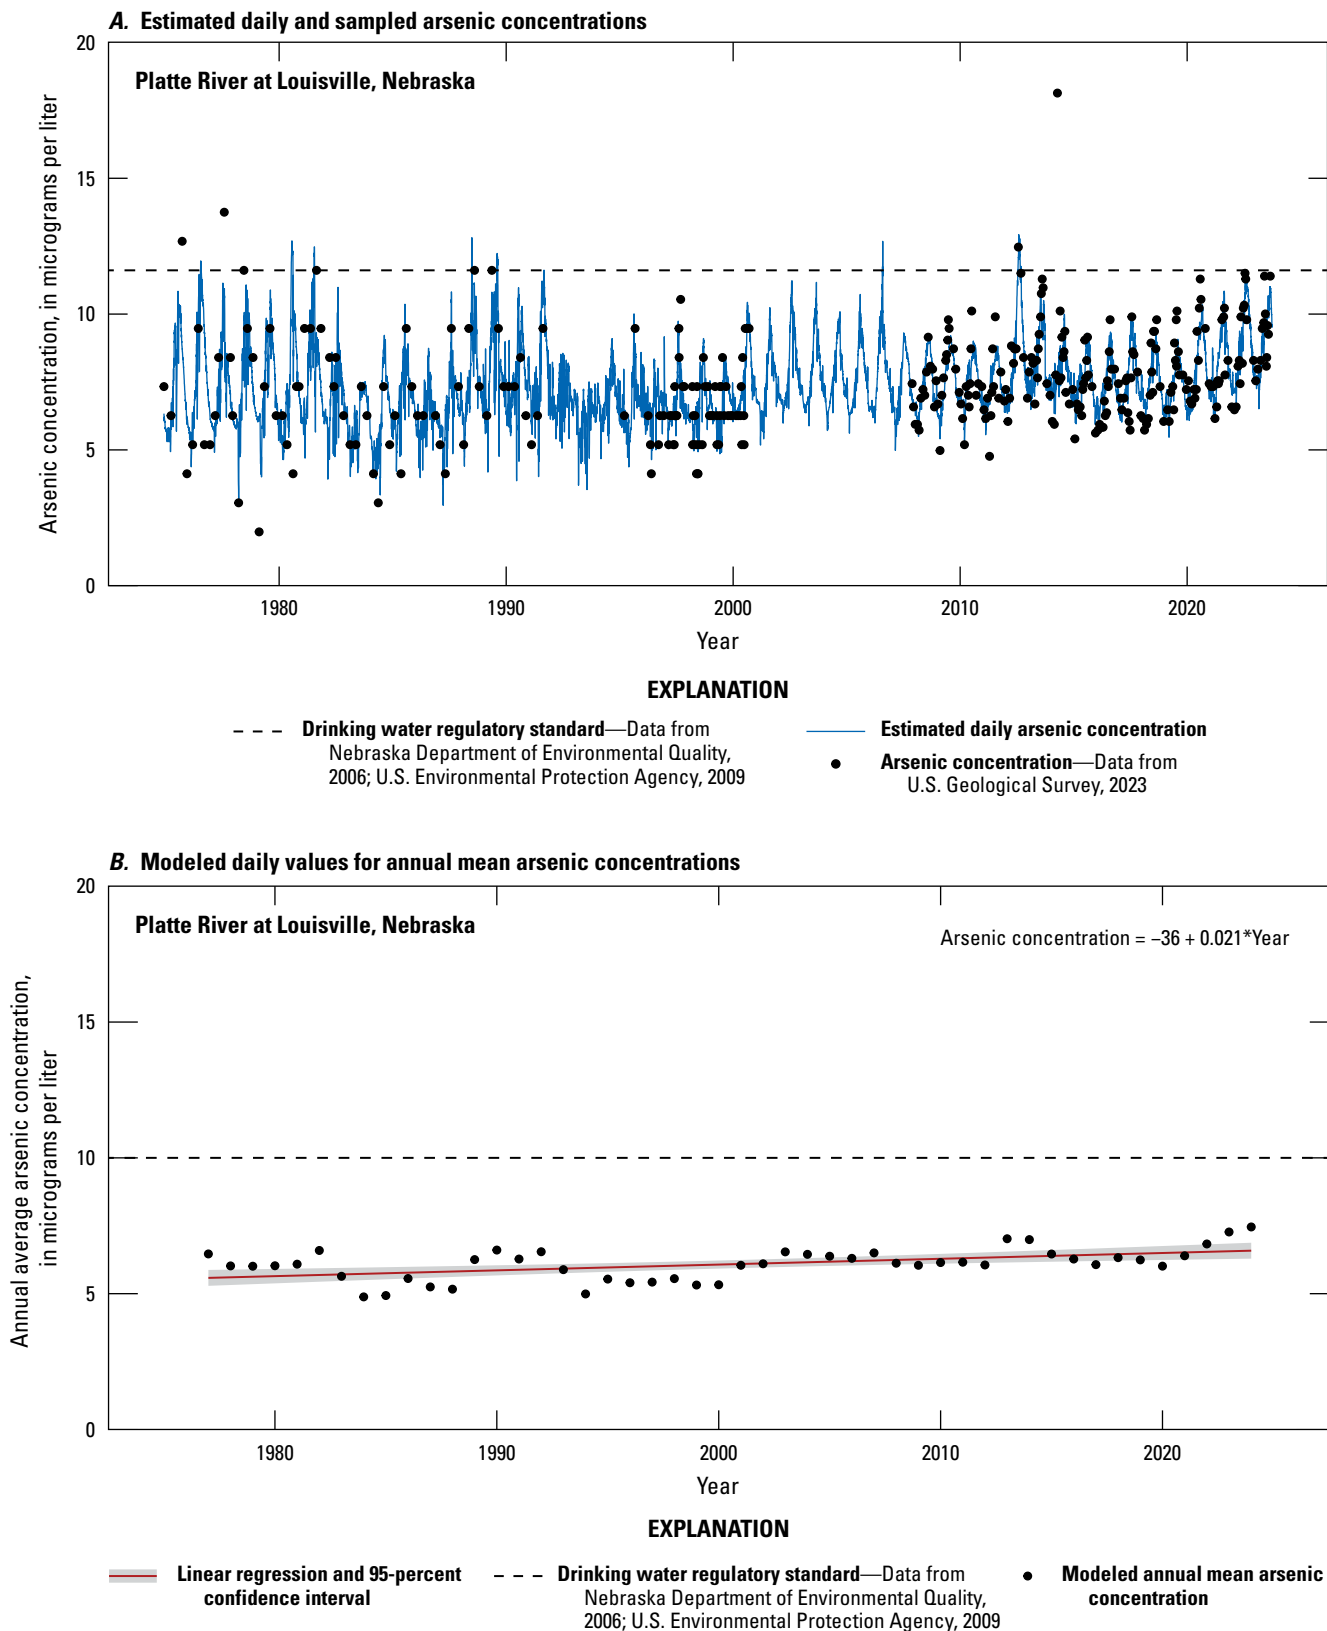 A. Estimated daily and sampled arsenic concentrations
20
15
10
5
0
Arsenic concentration, in micrograms per liter
Platte River at Louisville, Nebraska
1980 1990 2000 2010 2020
Year
EXPLANATION
Drinking water regulatory standard—Data from
Nebraska Department of Environmental Quality,
2006; U.S. Environmental Protection Agency, 2009
Estimated daily arsenic concentration
Arsenic concentration—Data from
U.S. Geological Survey, 2023
B. Modeled daily values for annual mean arsenic concentrations
20
15
10
5
0
Annual average arsenic concentration,
in micrograms per liter
Platte River at Louisville, Nebraska
Arsenic concentration = −36 + 0.021*Year
1980 1990 2000 2010 2020
Year
EXPLANATION
Linear regression and 95-percent
confidence interval
Drinking water regulatory standard—Data from
Nebraska Department of Environmental Quality,
2006; U.S. Environmental Protection Agency, 2009
Modeled annual mean arsenic
concentration